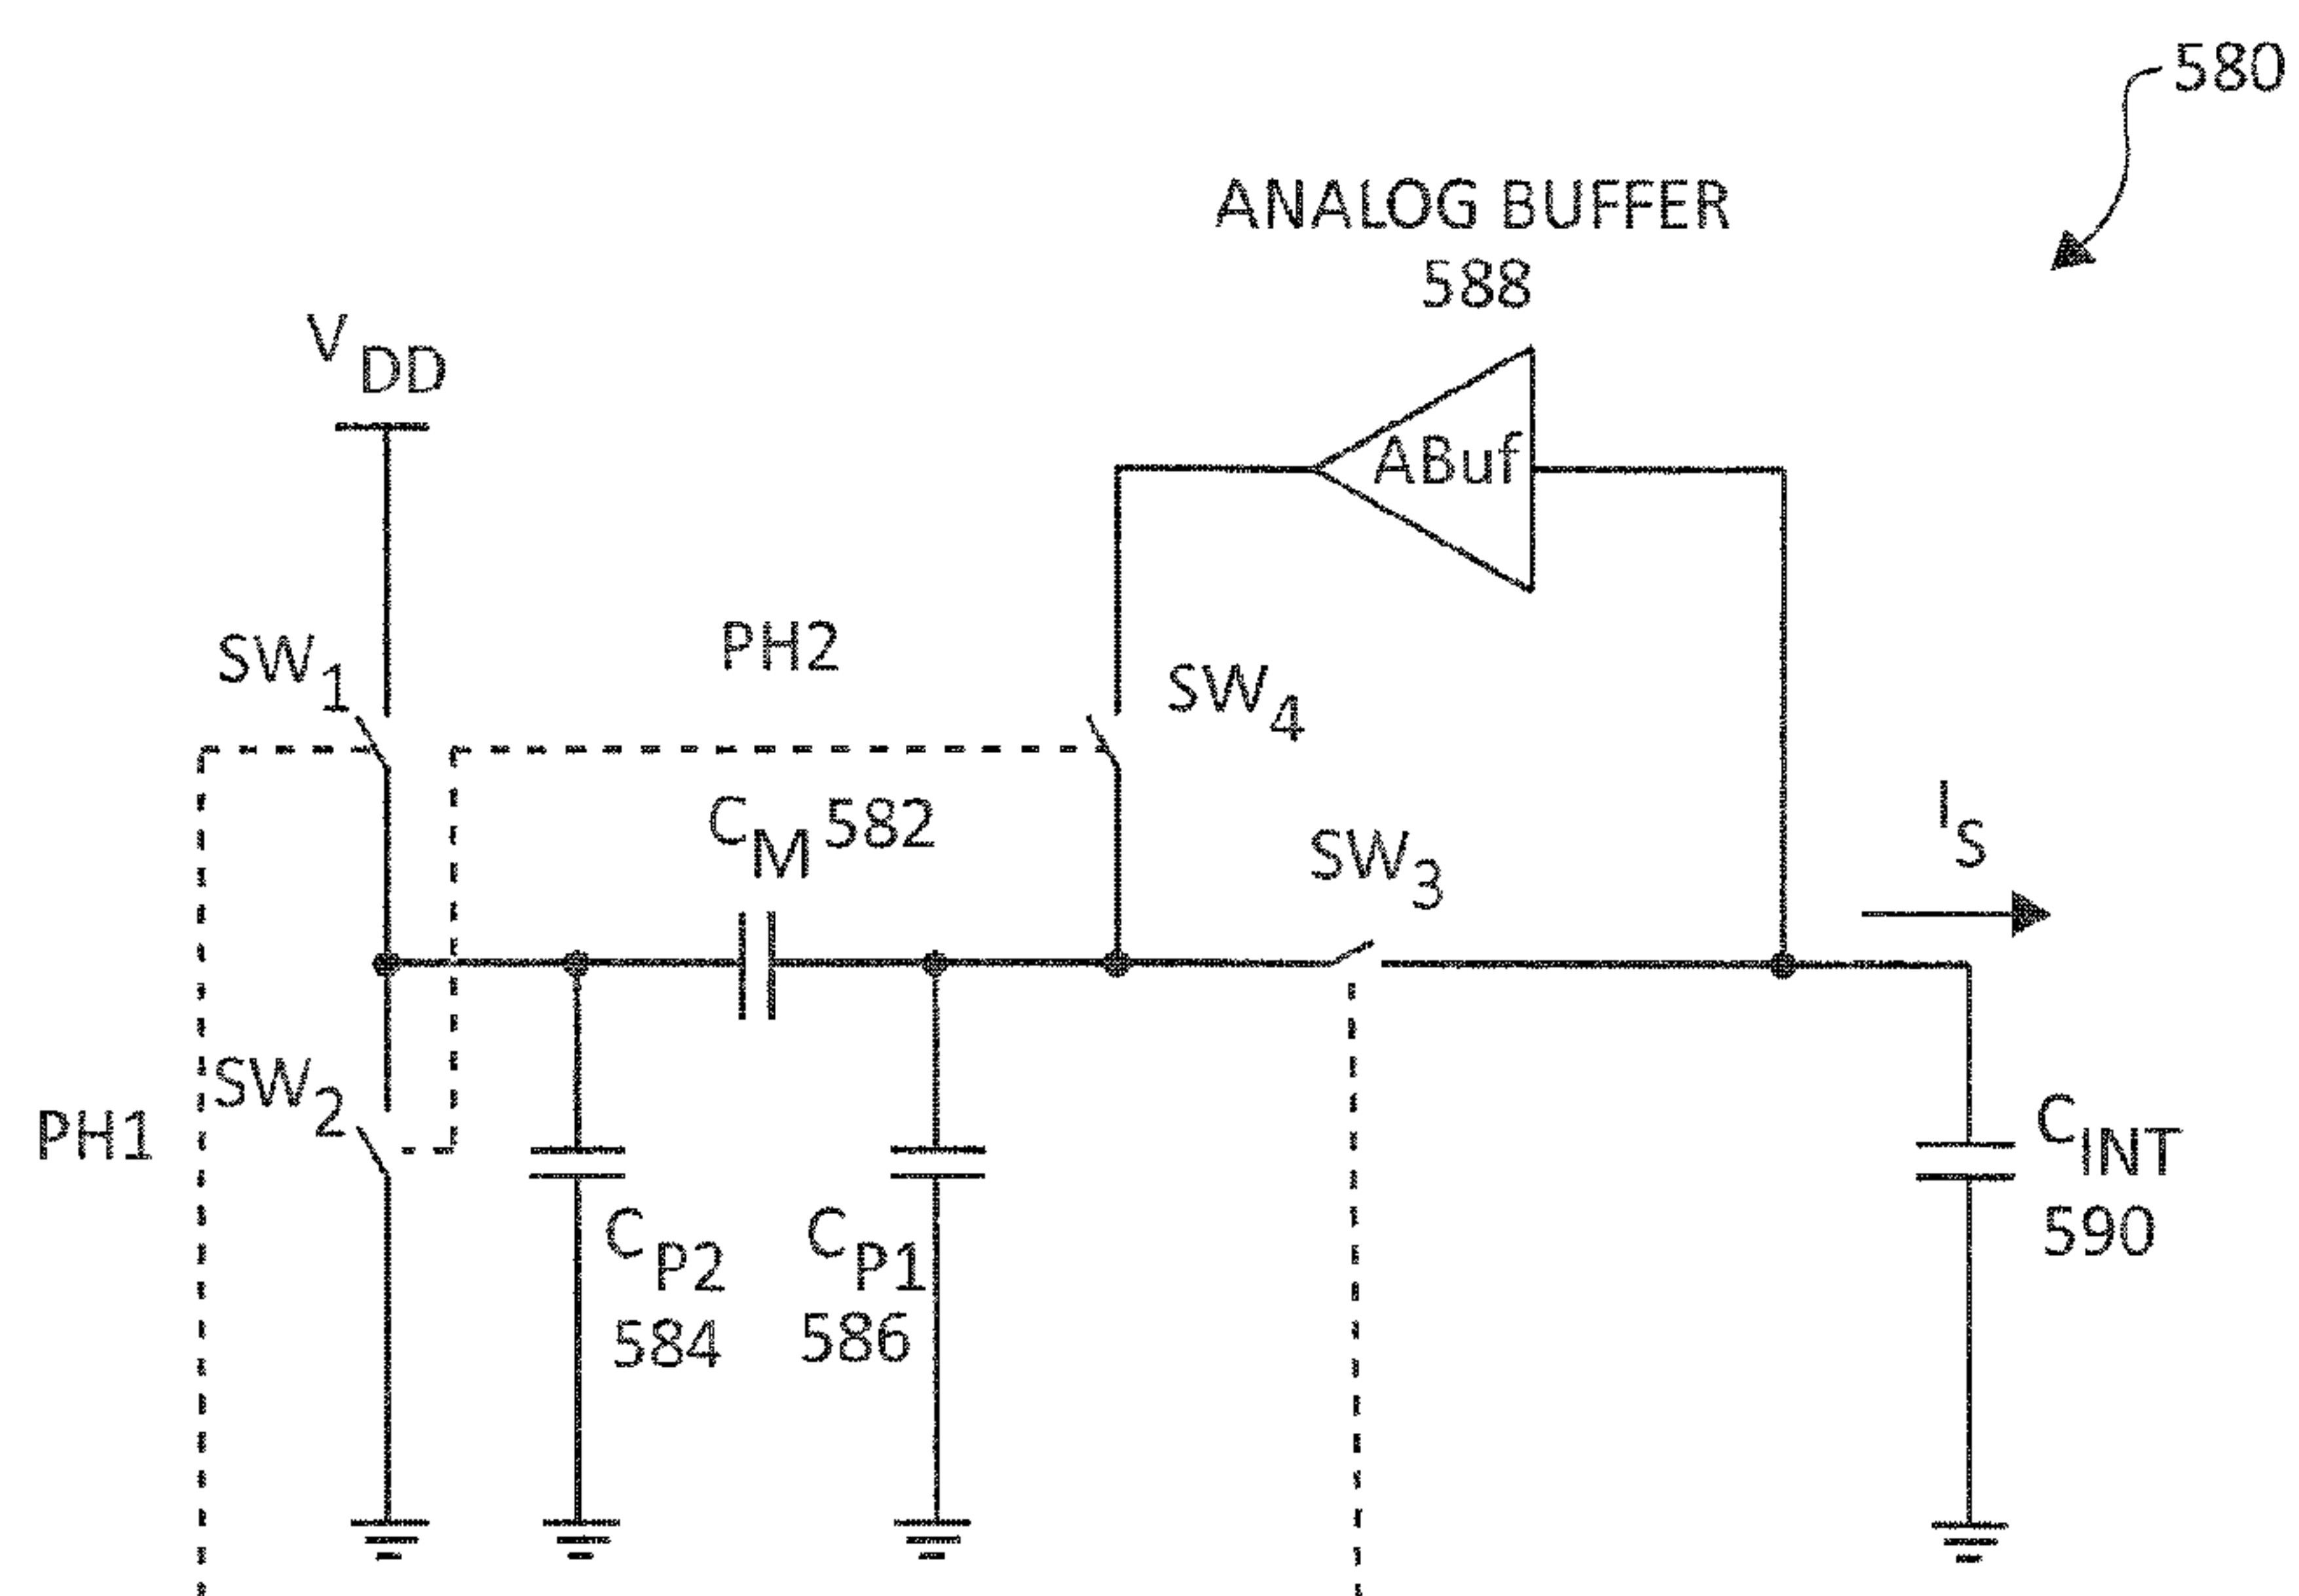 580
ANALOG BUFFER
588
VDD
ABuf
SW1
PH2
SW4
CM 582
SW3
IS
SW2
PH1
CINT
590
CP2
584
CP1
586